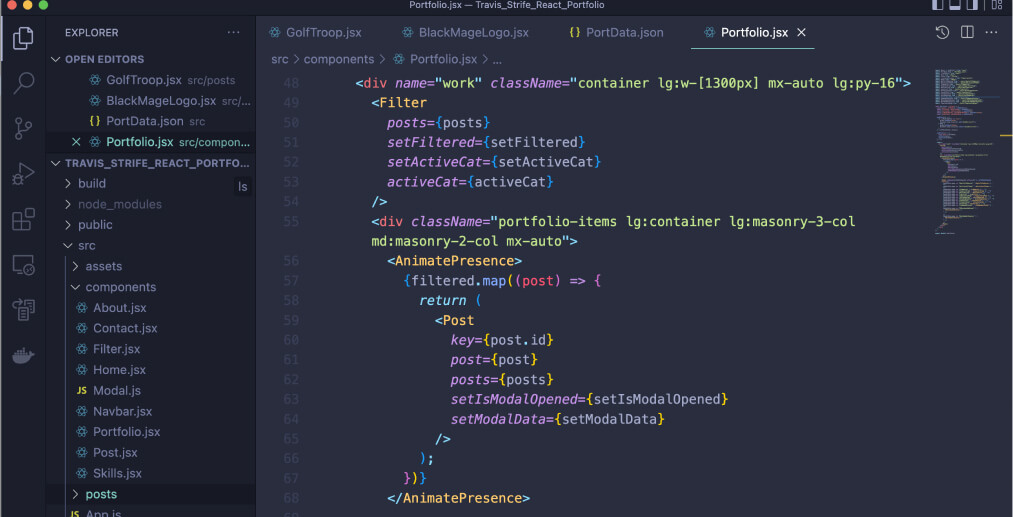 Portfolio.jsx — Travis_Strife_React_Portfolio
EXPLORER
OPEN EDITORS
GolfTroop.jsx src/posts
BlackMageLogo.jsx src/...
{} PortData.json src
Portfolio.jsx src/compon...
TRAVIS_STRIFE_REACT_PORTFO...
build
ls
node_modules
public
src
assets
components
About.jsx
Contact.jsx
Filter.jsx
Home.jsx
JS Modal.js
Navbar.jsx
Portfolio.jsx
Post.jsx
Skills.jsx
posts
JS App.js
GolfTroop.jsx BlackMageLogo.jsx {} PortData.json Portfolio.jsx
src > components > Portfolio.jsx > ...
48 <div name="work" className="container lg:w-[1300px] mx-auto lg:py-16">
49 <Filter
50 posts={posts}
51 setFiltered={setFiltered}
52 setActiveCat={setActiveCat}
53 activeCat={activeCat}
54 />
55 <div className="portfolio-items lg:container lg:masonry-3-col
md:masonry-2-col mx-auto">
56 <AnimatePresence>
57 {filtered.map((post) => {
58 return (
59 <Post
60 key={post.id}
61 post={post}
62 posts={posts}
63 setIsModalOpened={setIsModalOpened}
64 setModalData={setModalData}
65 />
66 );
67 })}
68 </AnimatePresence>